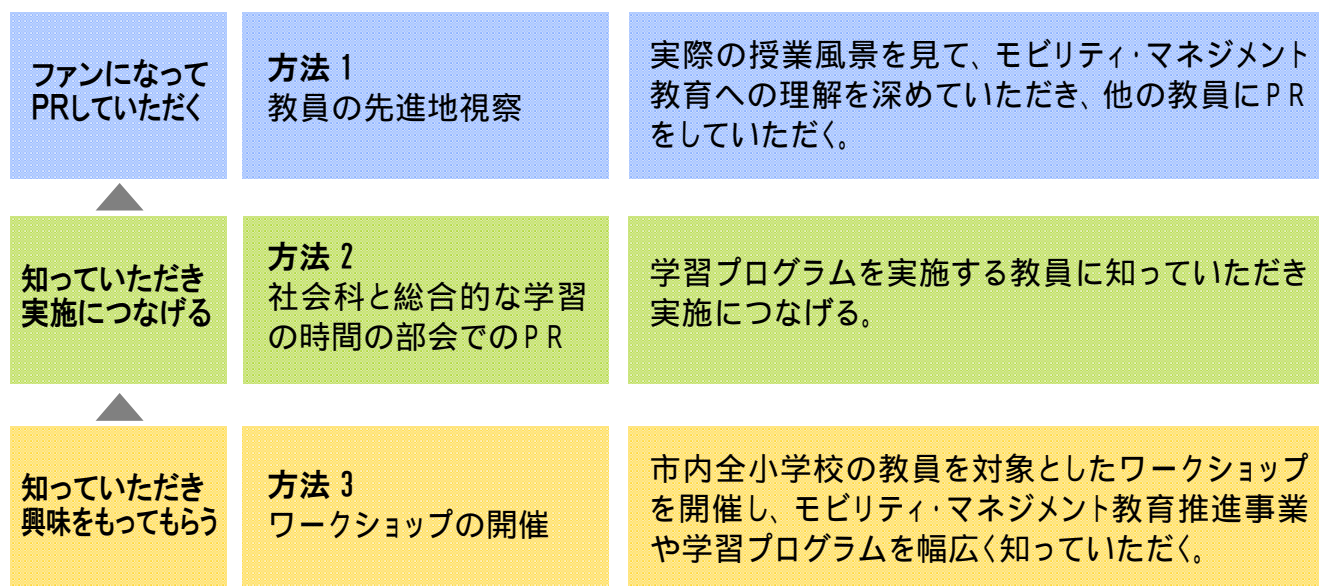 ファンになって
PRしていただく
方法1
教員の先進地視察
実際の授業風景を見て、モビリティ・マネジメント
教育への理解を深めていただき、他の教員にPR
をしていただく。
知っていただき
実施につなげる
方法2
社会科と総合的な学習
の時間の部会でのPR
学習プログラムを実施する教員に知っていただき
実施につなげる。
知っていただき
興味をもってもらう
方法3
ワークショップの開催
市内全小学校の教員を対象としたワークショップ
を開催し、モビリティ・マネジメント教育推進事業
や学習プログラムを幅広く知っていただく。